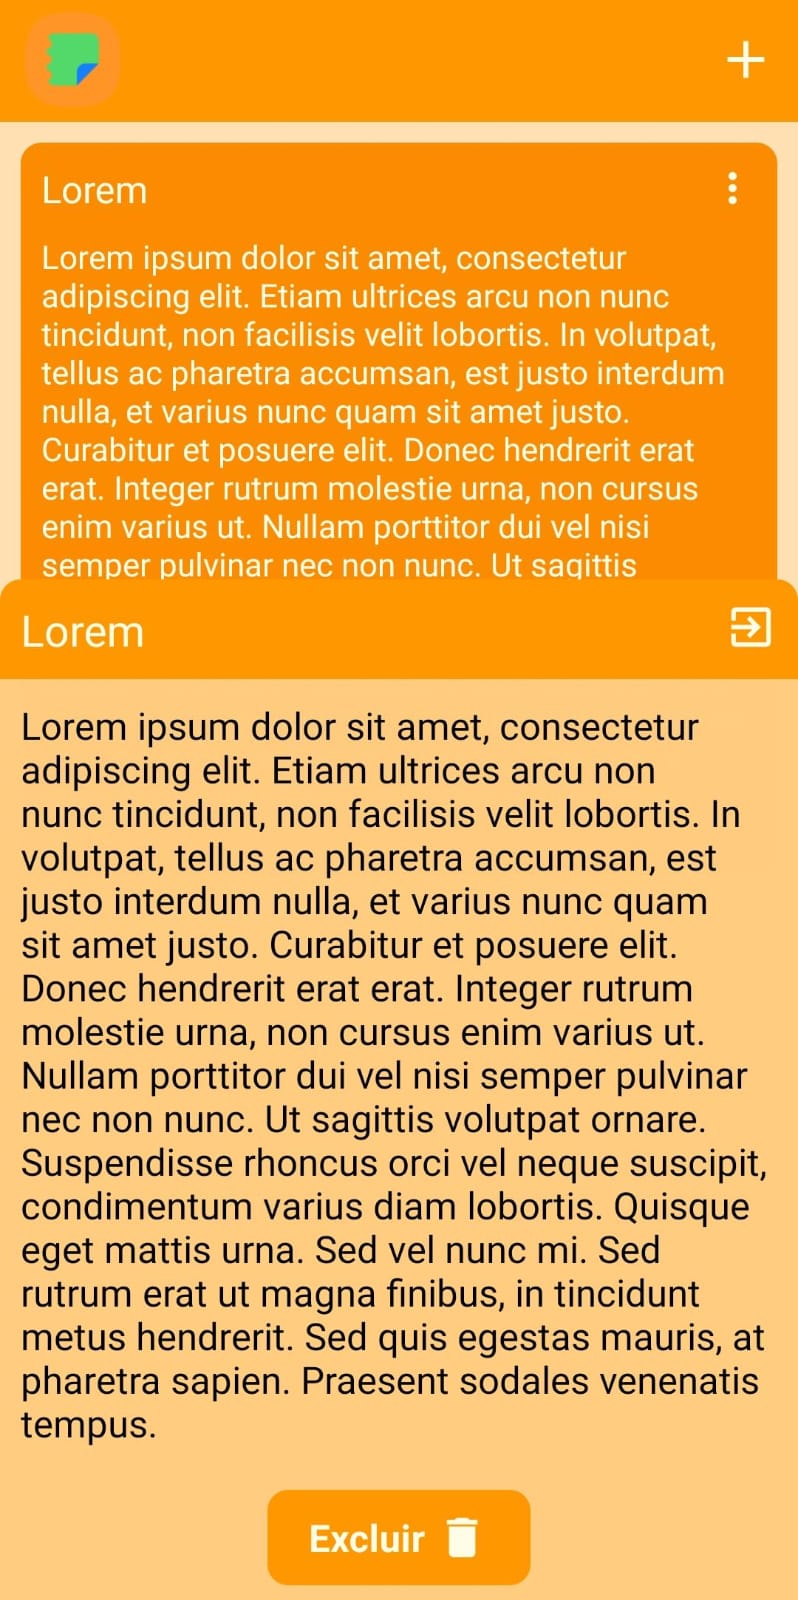 Lorem
Lorem ipsum dolor sit amet, consectetur
adipiscing elit. Etiam ultrices arcu non nunc
tincidunt, non facilisis velit lobortis. In volutpat,
tellus ac pharetra accumsan, est justo interdum
nulla, et varius nunc quam sit amet justo.
Curabitur et posuere elit. Donec hendrerit erat
erat. Integer rutrum molestie urna, non cursus
enim varius ut. Nullam porttitor dui vel nisi
semper pulvinar nec non nunc. Ut sagittis
Lorem
Lorem ipsum dolor sit amet, consectetur
adipiscing elit. Etiam ultrices arcu non
nunc tincidunt, non facilisis velit lobortis. In
volutpat, tellus ac pharetra accumsan, est
justo interdum nulla, et varius nunc quam
sit amet justo. Curabitur et posuere elit.
Donec hendrerit erat erat. Integer rutrum
molestie urna, non cursus enim varius ut.
Nullam porttitor dui vel nisi semper pulvinar
nec non nunc. Ut sagittis volutpat ornare.
Suspendisse rhoncus orci vel neque suscipit,
condimentum varius diam lobortis. Quisque
eget mattis urna. Sed vel nunc mi. Sed
rutrum erat ut magna finibus, in tincidunt
metus hendrerit. Sed quis egestas mauris, at
pharetra sapien. Praesent sodales venenatis
tempus.
Excluir